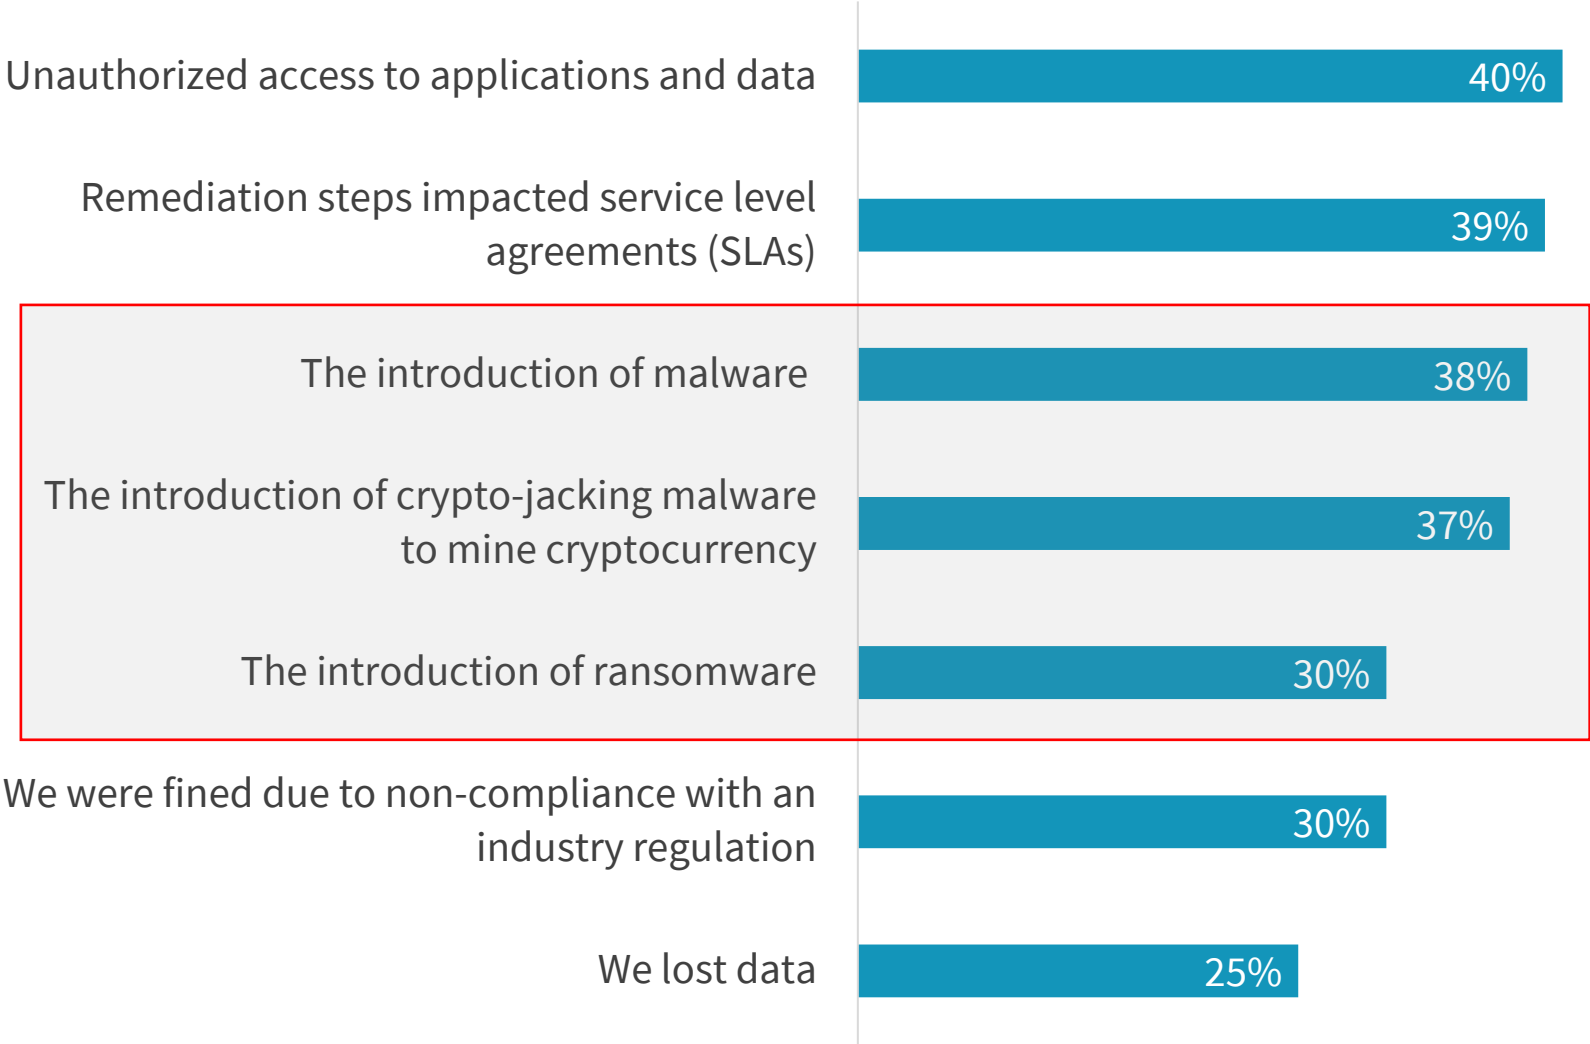 Unauthorized access to applications and data
40%
Remediation steps impacted service level
agreements (SLAs)
39%
The introduction of malware
38%
The introduction of crypto-jacking malware
to mine cryptocurrency
37%
The introduction of ransomware
30%
We were fined due to non-compliance with an
industry regulation
30%
We lost data
25%